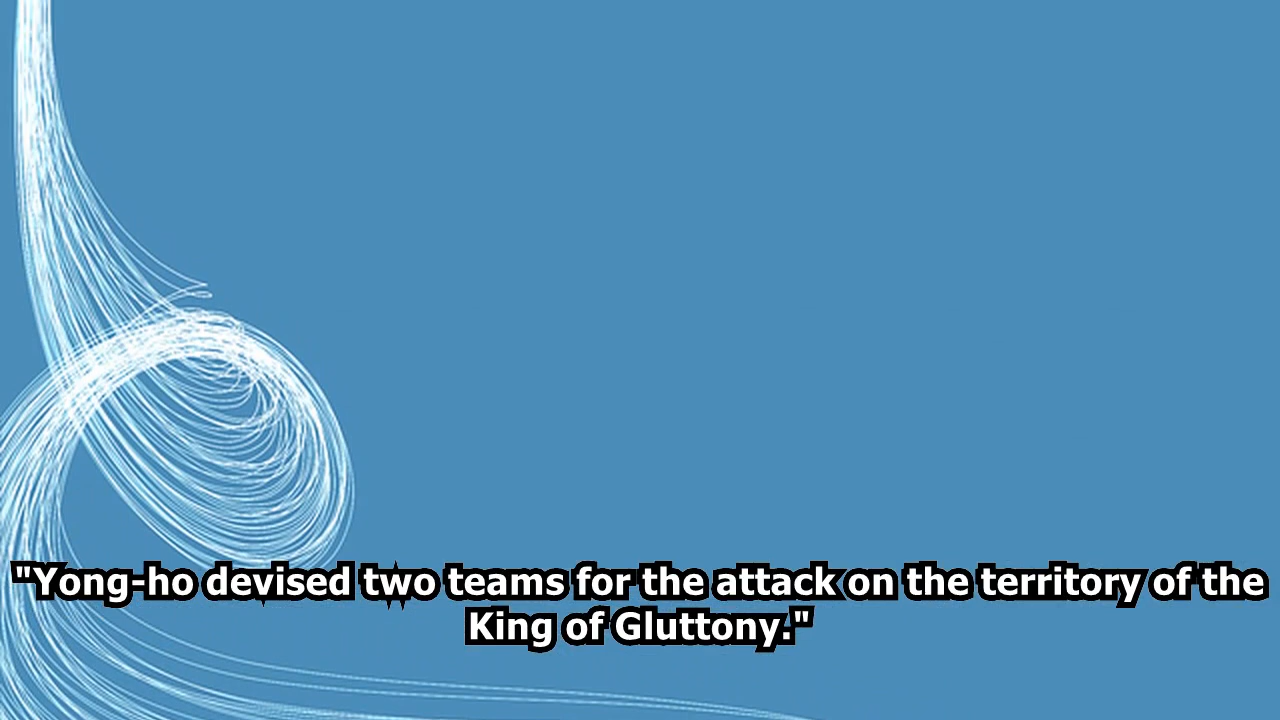 "Yong-ho devised two teams for the attack on the territory of the
King of Gluttony."